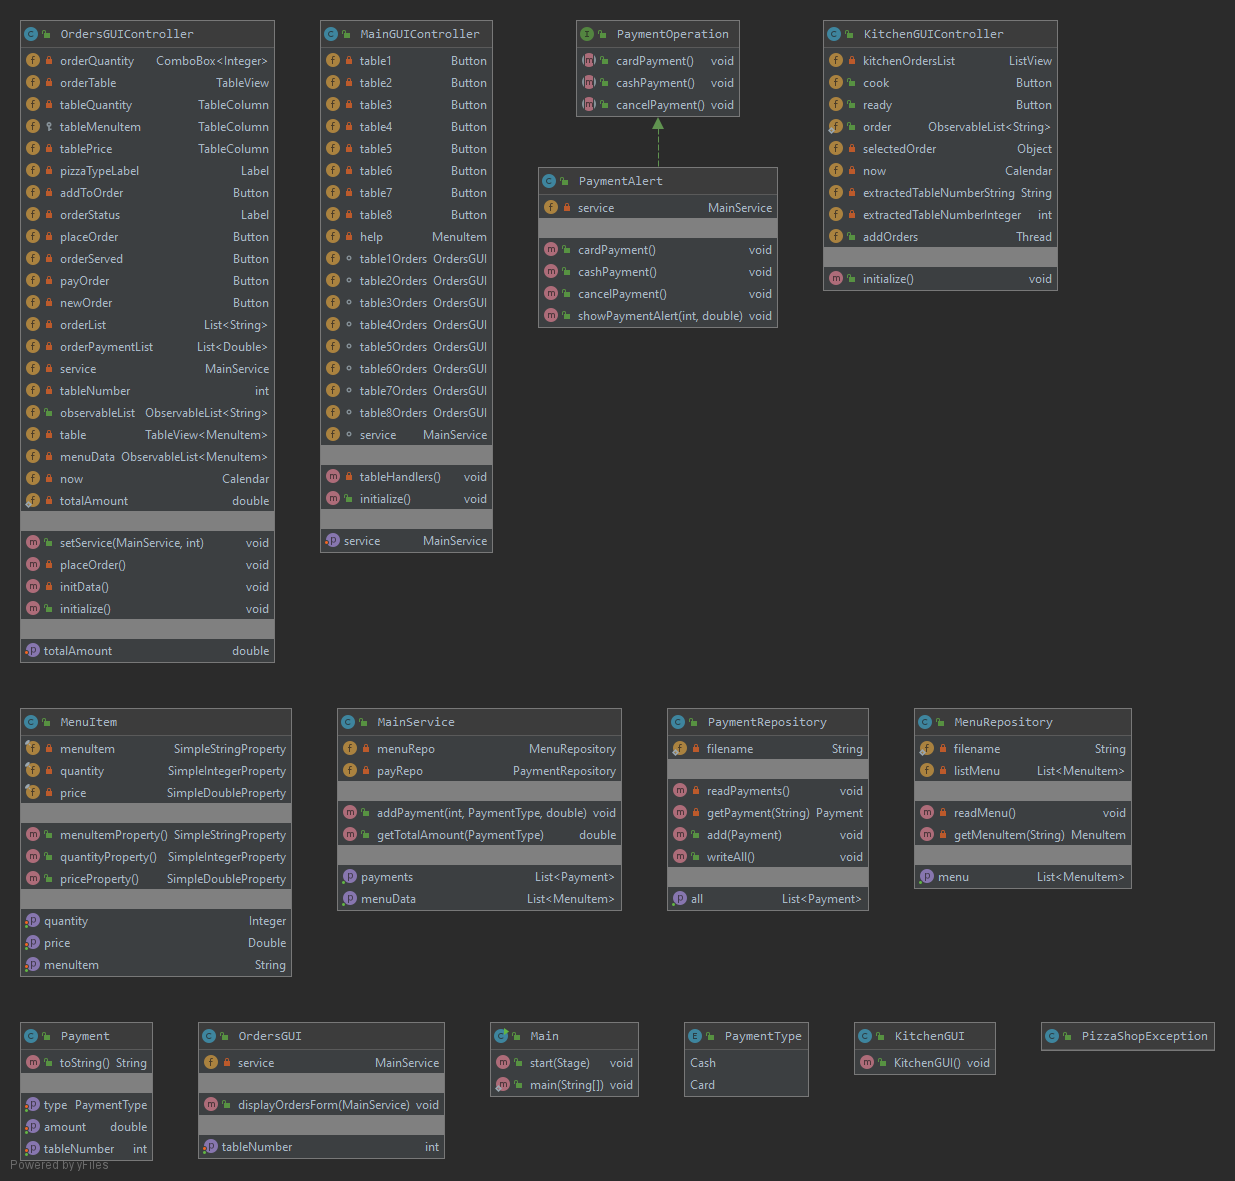 OrdersGUIController
orderQuantity ComboBox<Integer>
orderTable TableView
tableQuantity TableColumn
tableMenuItem TableColumn
tablePrice TableColumn
pizzaTypeLabel Label
addToOrder Button
orderStatus Label
placeOrder Button
orderServed Button
payOrder Button
newOrder Button
orderList List<String>
orderPaymentList List<Double>
service MainService
tableNumber int
observableList ObservableList<String>
table TableView<MenuItem>
menuData ObservableList<MenuItem>
now Calendar
totalAmount double
setService(MainService, int) void
placeOrder() void
initData() void
initialize() void
totalAmount double
MainGUIController
table1 Button
table2 Button
table3 Button
table4 Button
table5 Button
table6 Button
table7 Button
table8 Button
help MenuItem
table1Orders OrdersGUI
table2Orders OrdersGUI
table3Orders OrdersGUI
table4Orders OrdersGUI
table5Orders OrdersGUI
table6Orders OrdersGUI
table7Orders OrdersGUI
table8Orders OrdersGUI
service MainService
tableHandlers() void
initialize() void
service MainService
PaymentOperation
cardPayment() void
cashPayment() void
cancelPayment() void
PaymentAlert
service MainService
cardPayment() void
cashPayment() void
cancelPayment() void
showPaymentAlert(int, double) void
KitchenGUIController
kitchenOrdersList ListView
cook Button
ready Button
order ObservableList<String>
selectedOrder Object
now Calendar
extractedTableNumberString String
extractedTableNumberInteger int
addOrders Thread
initialize() void
MenuItem
menuItem SimpleStringProperty
quantity SimpleIntegerProperty
price SimpleDoubleProperty
menuItemProperty() SimpleStringProperty
quantityProperty() SimpleIntegerProperty
priceProperty() SimpleDoubleProperty
quantity Integer
price Double
menuItem String
MainService
menuRepo MenuRepository
payRepo PaymentRepository
addPayment(int, PaymentType, double) void
getTotalAmount(PaymentType) double
payments List<Payment>
menuData List<MenuItem>
PaymentRepository
filename String
readPayments() void
getPayment(String) Payment
add(Payment) void
writeAll() void
all List<Payment>
MenuRepository
filename String
listMenu List<MenuItem>
readMenu() void
getMenuItem(String) MenuItem
menu List<MenuItem>
Payment
toString() String
type PaymentType
amount double
tableNumber int
OrdersGUI
service MainService
displayOrdersForm(MainService) void
tableNumber int
Main
start(Stage) void
main(String[]) void
PaymentType
Cash
Card
KitchenGUI
KitchenGUI() void
PizzaShopException
Powered by yFiles